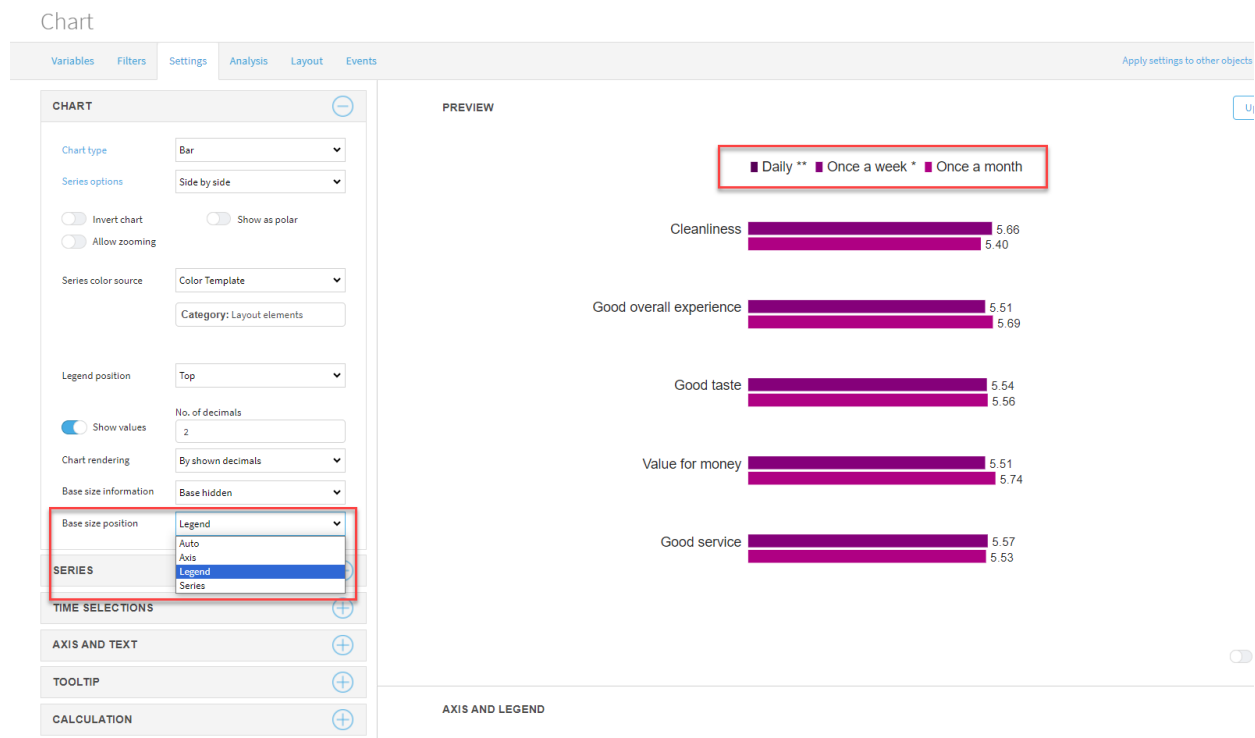 Chart
Variables Filters Settings Analysis Layout Events Apply settings to other objects
CHART
Chart type Bar
Series options Side by side
Invert chart Show as polar
Allow zooming
Series color source Color Template
Category: Layout elements
Legend position Top
No. of decimals
Show values 2
Chart rendering By shown decimals
Base size information Base hidden
Base size position Legend
Auto
Axis
Legend
Series
SERIES
TIME SELECTIONS
AXIS AND TEXT
TOOLTIP
CALCULATION
PREVIEW
Daily ** Once a week * Once a month
Cleanliness 5.66
5.40
Good overall experience 5.51
5.69
Good taste 5.54
5.56
Value for money 5.51
5.74
Good service 5.57
5.53
AXIS AND LEGEND